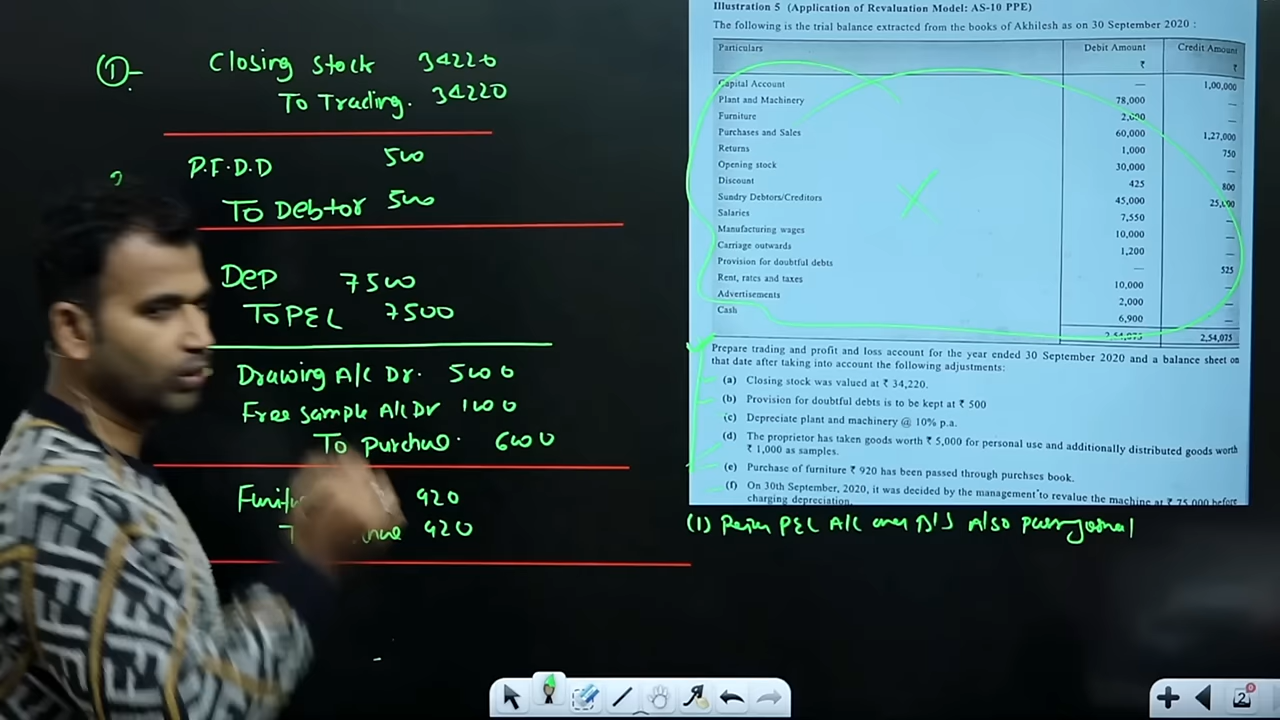 ①-
Closing stock 34220
To Trading. 34220
P.F.D.D 500
To Debtor 500
Dep 7500
To P&L 7500
Drawing A/c Dr. 5000
Free sample A/c Dr 1000
To purchase 6000
920
920
Illustration 5 (Application of Revaluation Model: AS-10 PPE)
The following is the trial balance extracted from the books of Akhilesh as on 30 September 2020 :
Particulars Debit Amount Credit Amount
₹ ₹
Capital Account — 1,00,000
Plant and Machinery 78,000 —
Furniture 2,000 —
Purchases and Sales 60,000 1,27,000
Returns 1,000 750
Opening stock 30,000 —
Discount 425 800
Sundry Debtors/Creditors 45,000 25,000
Salaries 7,550 —
Manufacturing wages 10,000 —
Carriage outwards 1,200 —
Provision for doubtful debts — 525
Rent, rates and taxes 10,000 —
Advertisements 2,000 —
Cash 6,900 —
2,54,075 2,54,075
Prepare trading and profit and loss account for the year ended 30 September 2020 and a balance sheet on
that date after taking into account the following adjustments:
(a) Closing stock was valued at ₹ 34,220.
(b) Provision for doubtful debts is to be kept at ₹ 500
(c) Depreciate plant and machinery @ 10% p.a.
(d) The proprietor has taken goods worth ₹ 5,000 for personal use and additionally distributed goods worth
₹ 1,000 as samples.
(e) Purchase of furniture ₹ 920 has been passed through purchses book.
(f) On 30th September, 2020, it was decided by the management to revalue the machine at ₹ 75,000 before
charging depreciation.
(1) P&L A/c B/S Also pass journal
2